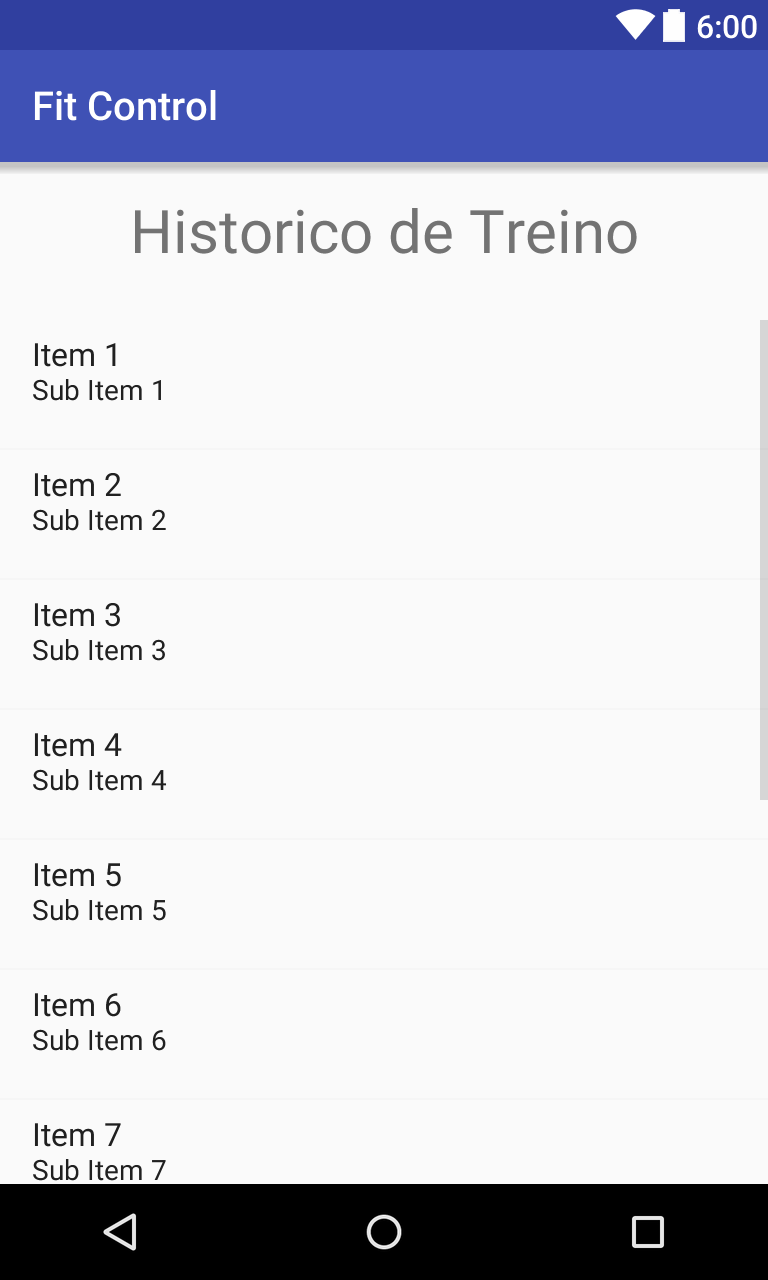 6:00
Fit Control
Historico de Treino
Item 1
Sub Item 1
Item 2
Sub Item 2
Item 3
Sub Item 3
Item 4
Sub Item 4
Item 5
Sub Item 5
Item 6
Sub Item 6
Item 7
Sub Item 7